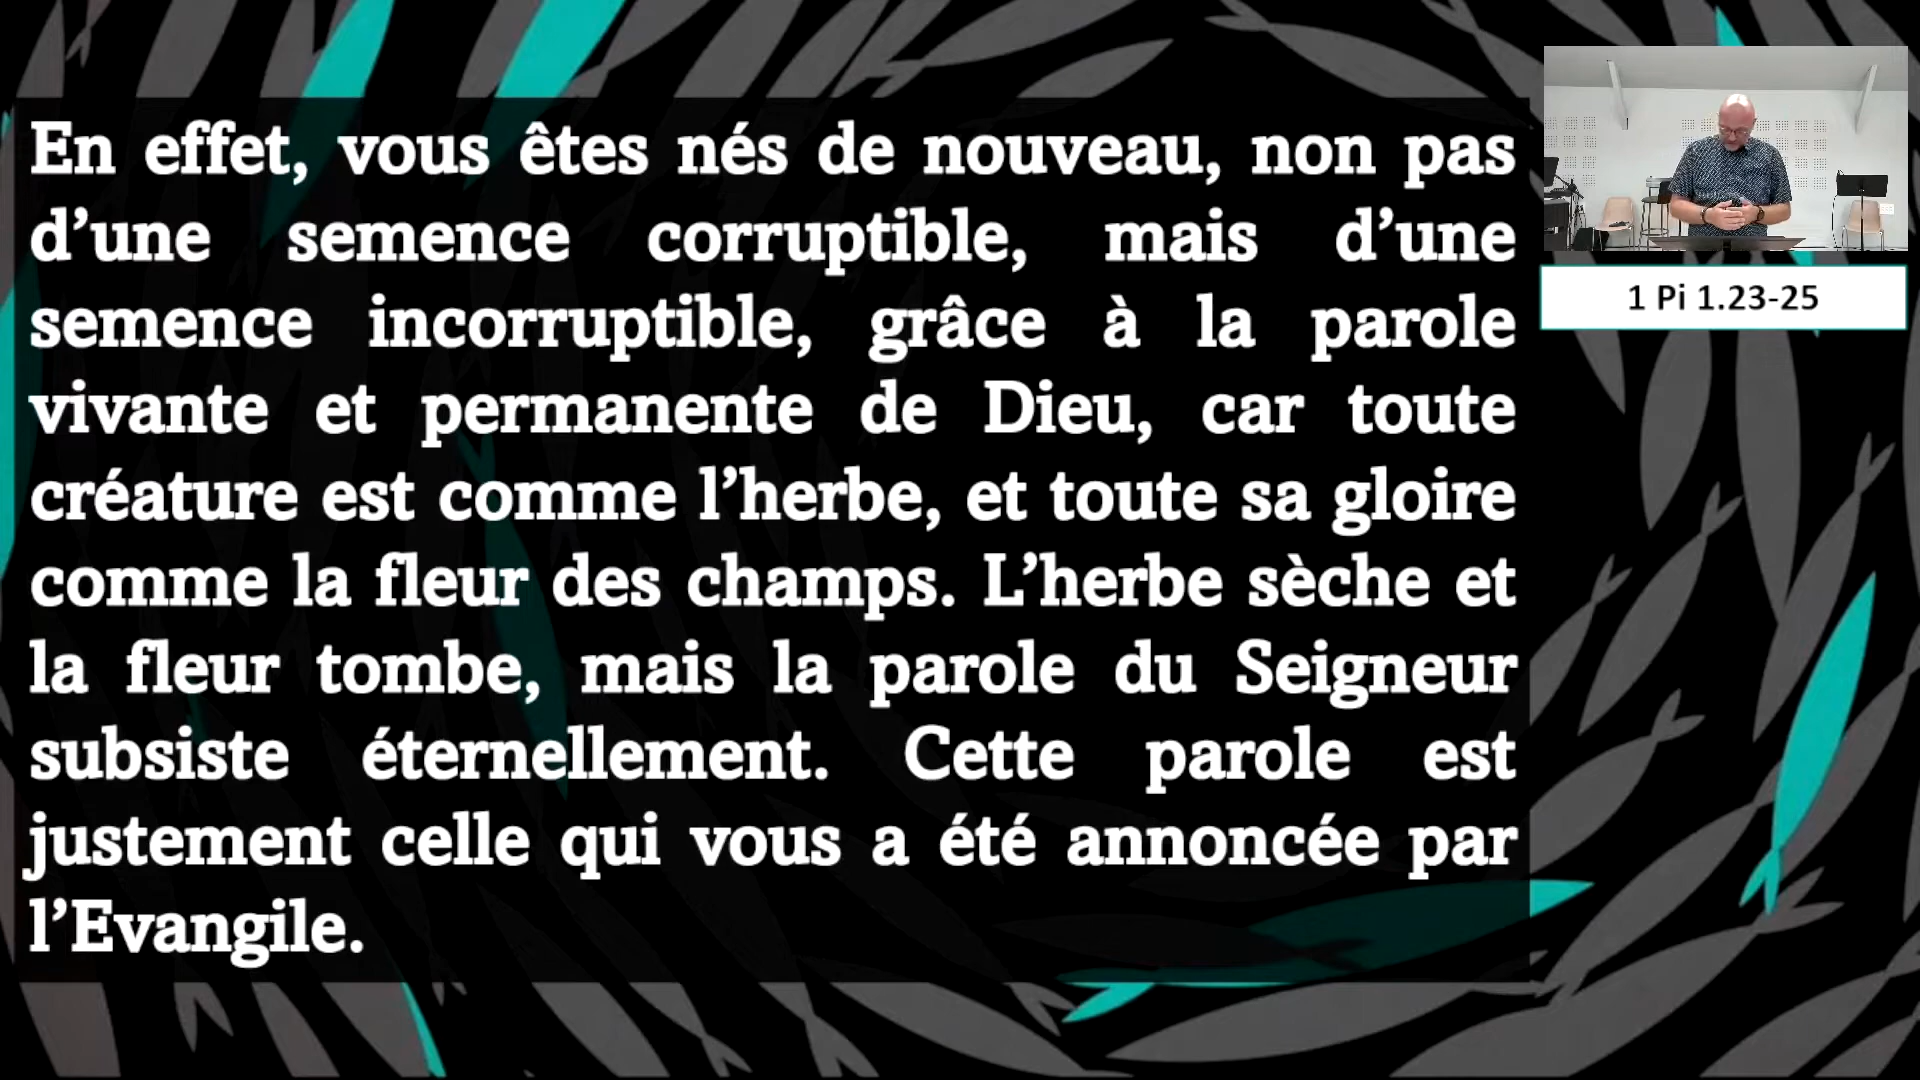 En effet, vous êtes nés de nouveau, non pas
d’une semence corruptible, mais d’une
semence incorruptible, grâce à la parole
vivante et permanente de Dieu, car toute
créature est comme l’herbe, et toute sa gloire
comme la fleur des champs. L’herbe sèche et
la fleur tombe, mais la parole du Seigneur
subsiste éternellement. Cette parole est
justement celle qui vous a été annoncée par
l’Evangile.
1 Pi 1.23-25